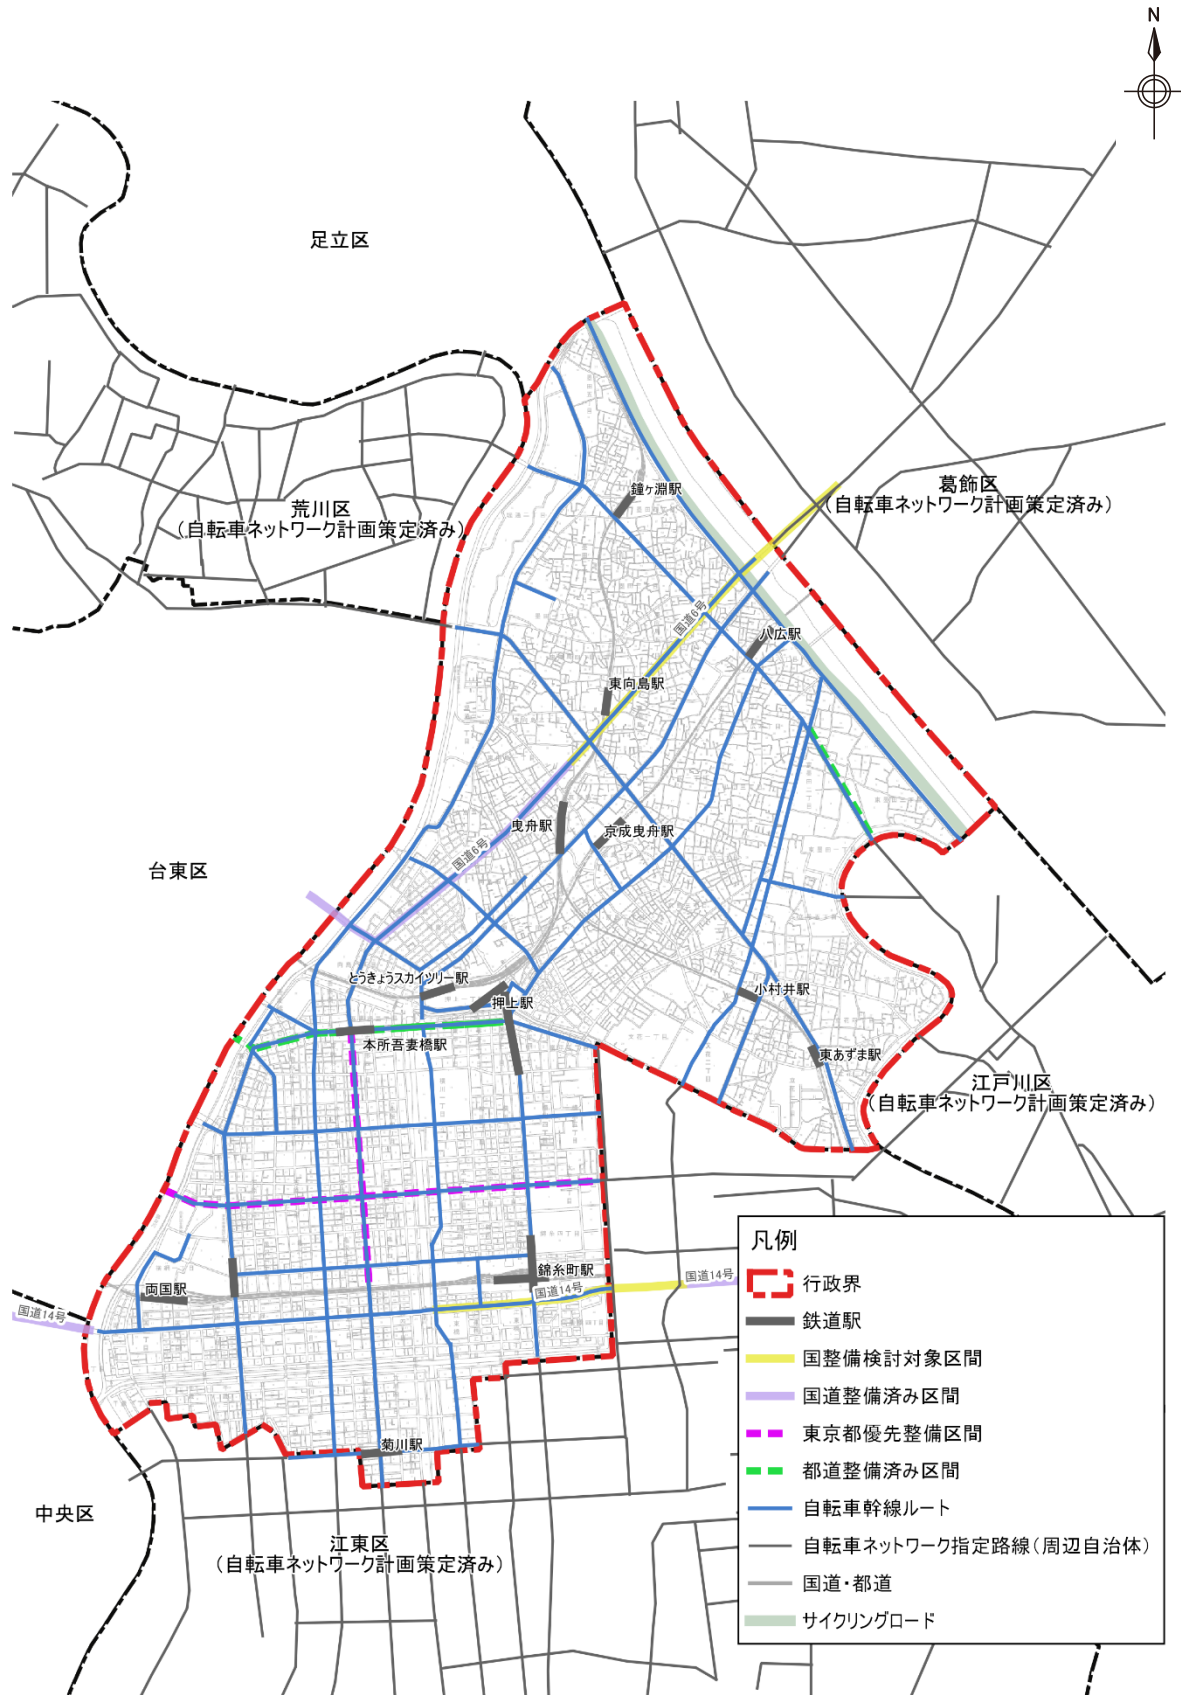 N
足立区
葛飾区
(自転車ネットワーク計画策定済み)
荒川区
(自転車ネットワーク計画策定済み)
鐘ヶ淵駅
国道6号
八広駅
東向島駅
曳舟駅
京成曳舟駅
国道6号
台東区
とうきょうスカイツリー駅
押上駅
小村井駅
本所吾妻橋駅
東あずま駅
江戸川区
(自転車ネットワーク計画策定済み)
両国駅
錦糸町駅
国道14号
国道14号
国道14号
菊川駅
中央区
江東区
(自転車ネットワーク計画策定済み)
凡例
行政界
鉄道駅
国整備検討対象区間
国道整備済み区間
東京都優先整備区間
都道整備済み区間
自転車幹線ルート
自転車ネットワーク指定路線(周辺自治体)
国道・都道
サイクリングロード